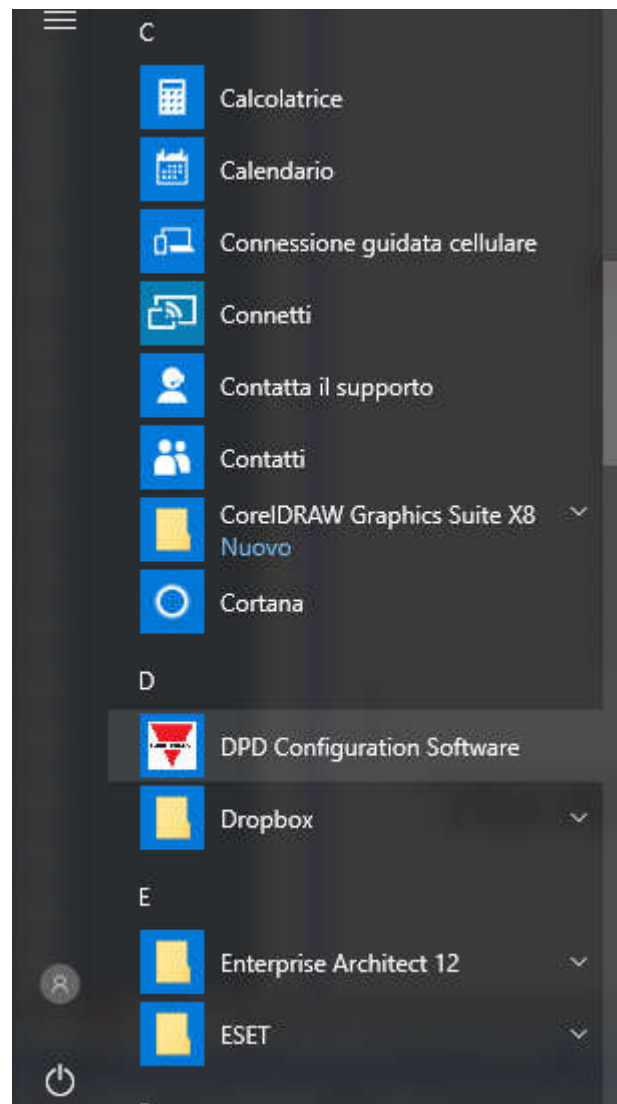 C
Calcolatrice
Calendario
Connessione guidata cellulare
Connetti
Contatta il supporto
Contatti
CorelDRAW Graphics Suite X8
Nuovo
Cortana
D
DPD Configuration Software
Dropbox
E
Enterprise Architect 12
ESET